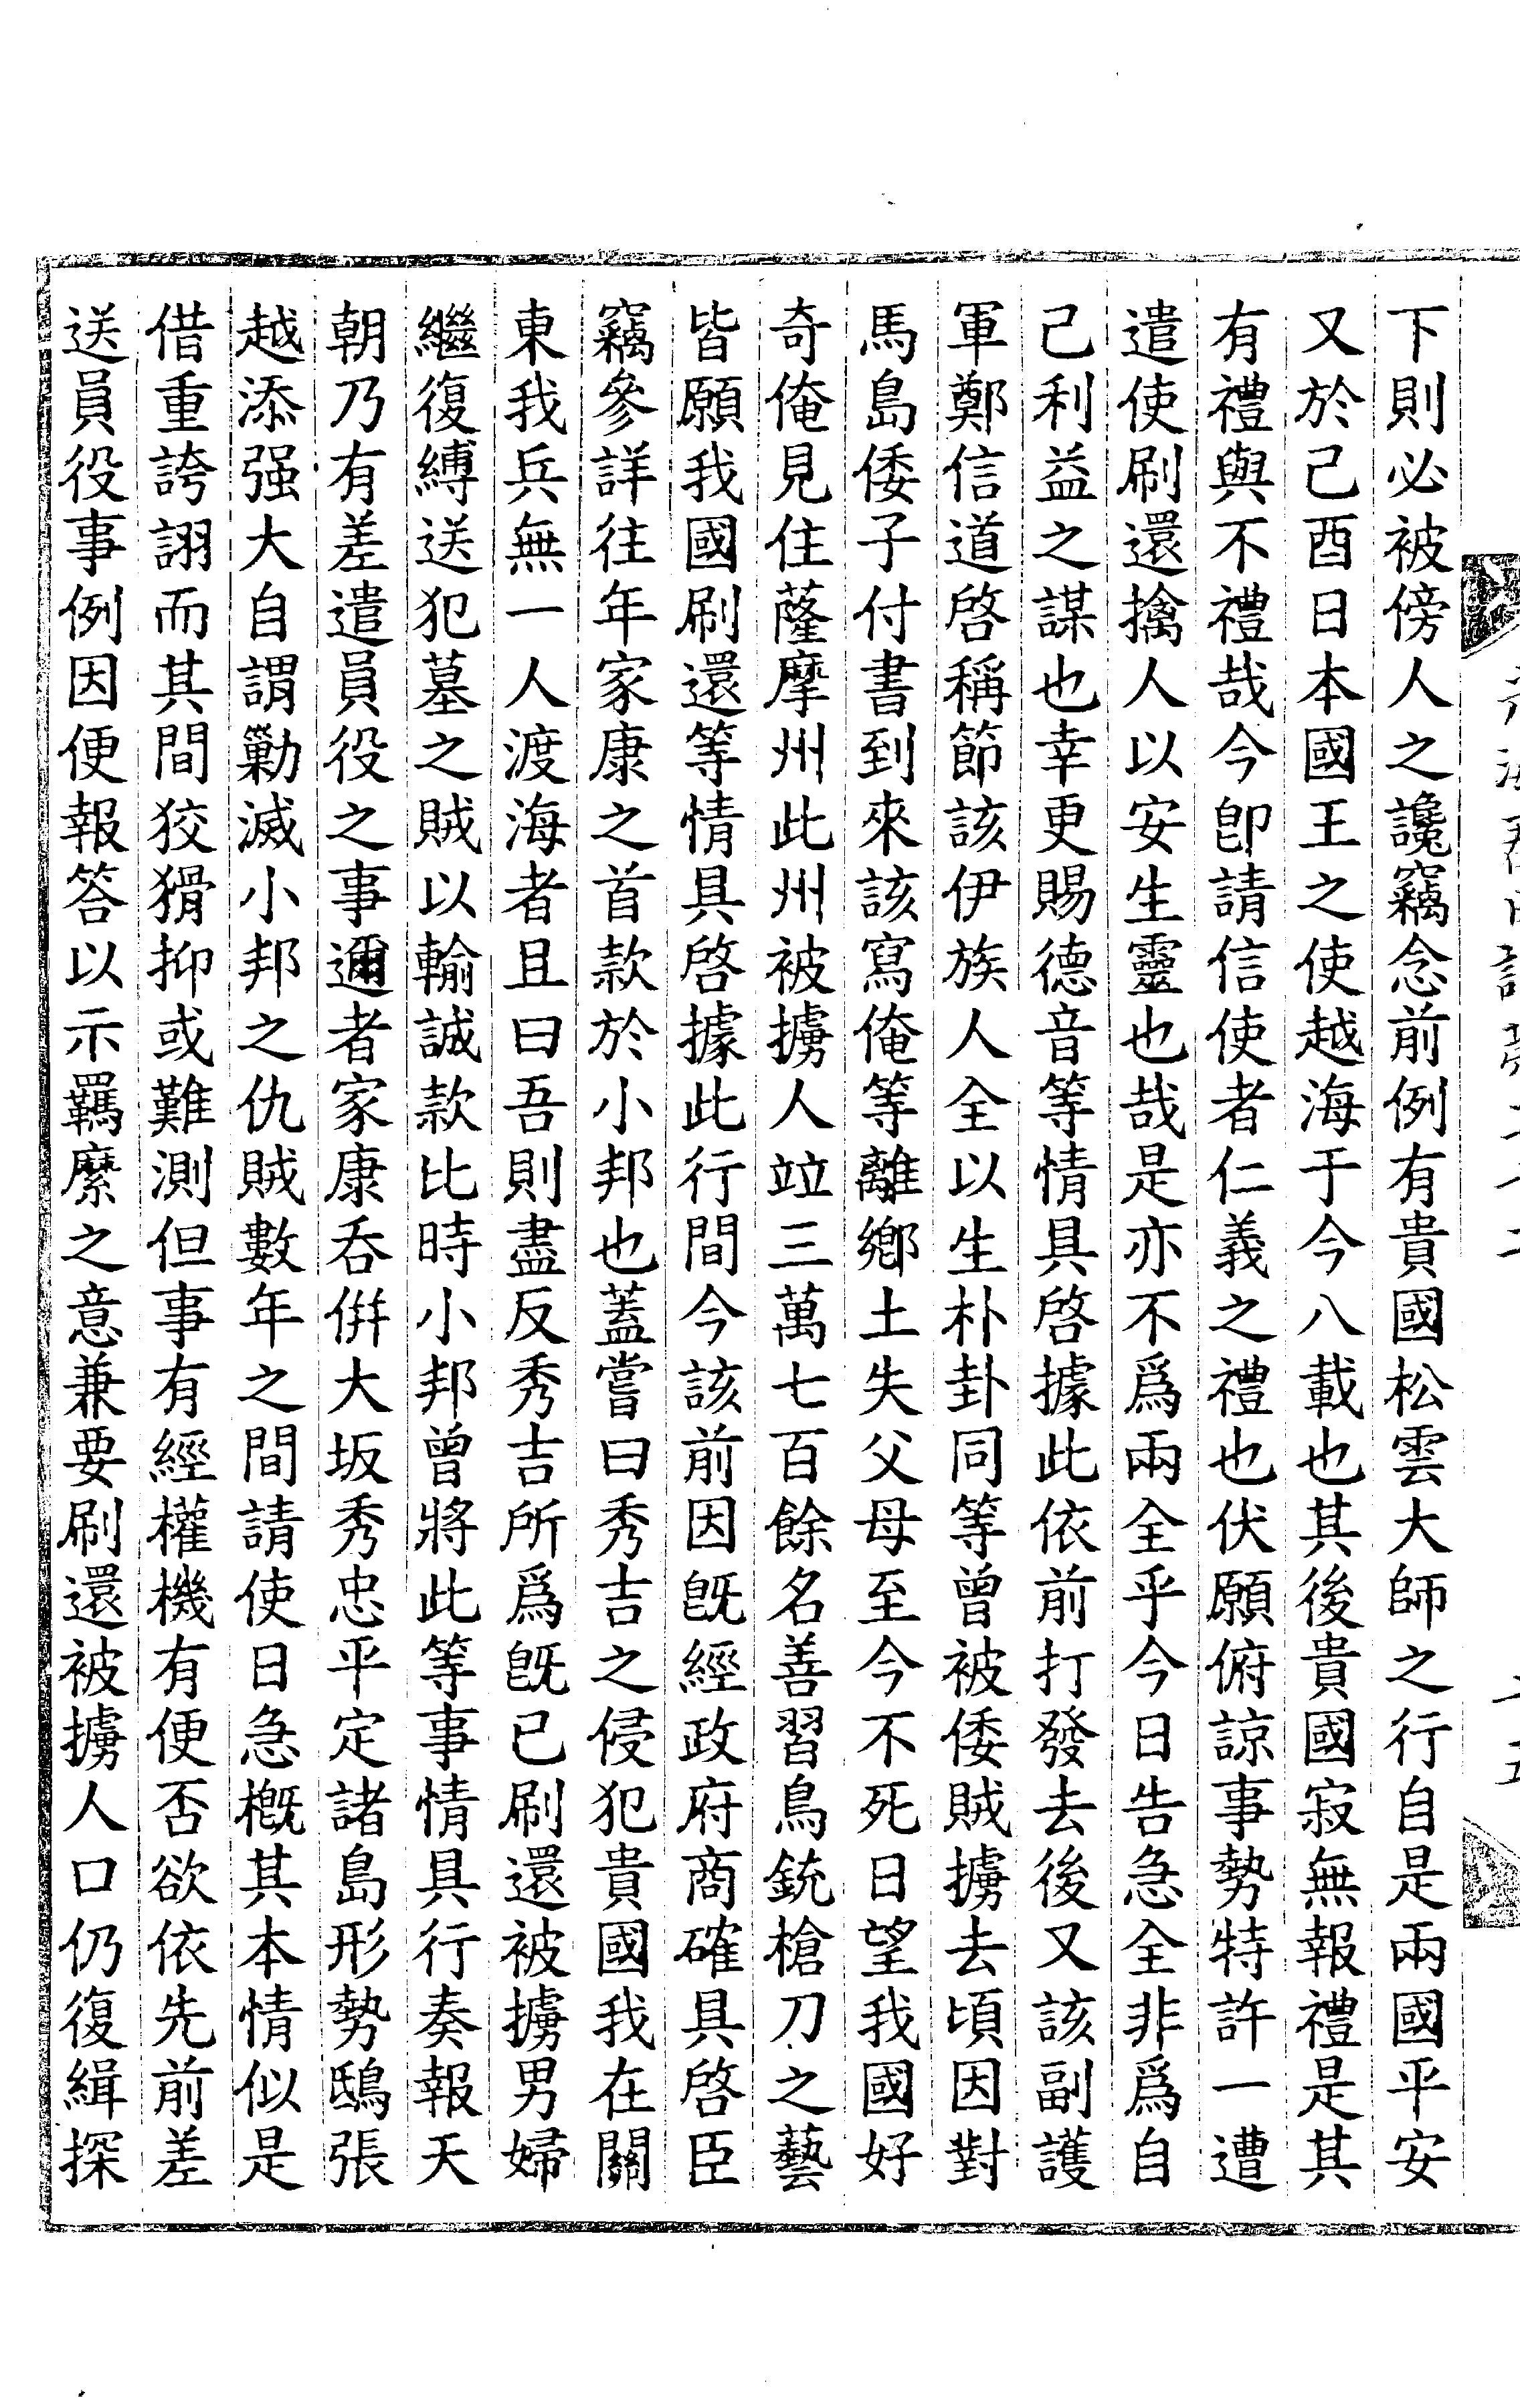 下則必被傍人之讒竊念前例有貴國松雲大師之行自是兩國平安
又於己酉日本國王之使越海于今八載也其後貴國寂無報禮是其
有禮與不禮哉今卽請信使者仁義之禮也伏願俯諒事勢特許一遭
遣使刷還擒人以安生靈也哉是亦不爲兩全乎今日告急全非爲自
己利益之謀也幸更賜德音等情具啓據此依前打發去後又該副護
軍鄭信道啓稱節該伊族人全以生朴卦同等曾被倭賊擄去頃因對
馬島倭子付書到來該寫俺等離鄉土失父母至今不死日望我國好
奇俺見住薩摩州此州被擄人竝三萬七百餘名善習鳥銃槍刀之藝
皆願我國刷還等情具啓據此行間今該前因旣經政府商確具啓臣
竊參詳往年家康之首款於小邦也蓋嘗曰秀吉之侵犯貴國我在關
東我兵無一人渡海者且曰吾則盡反秀吉所爲旣已刷還被擄男婦
繼復縛送犯墓之賊以輸誠款比時小邦曾將此等事情具行奏報天
朝乃有差遣員役之事邇者家康呑倂大坂秀忠平定諸島形勢鴟張
越添强大自謂勦滅小邦之仇賊數年之間請使日急槪其本情似是
借重誇詡而其間狡猾抑或難測但事有經權機有便否欲依先前差
送員役事例因便報答以示羈縻之意兼要刷還被擄人口仍復緝探